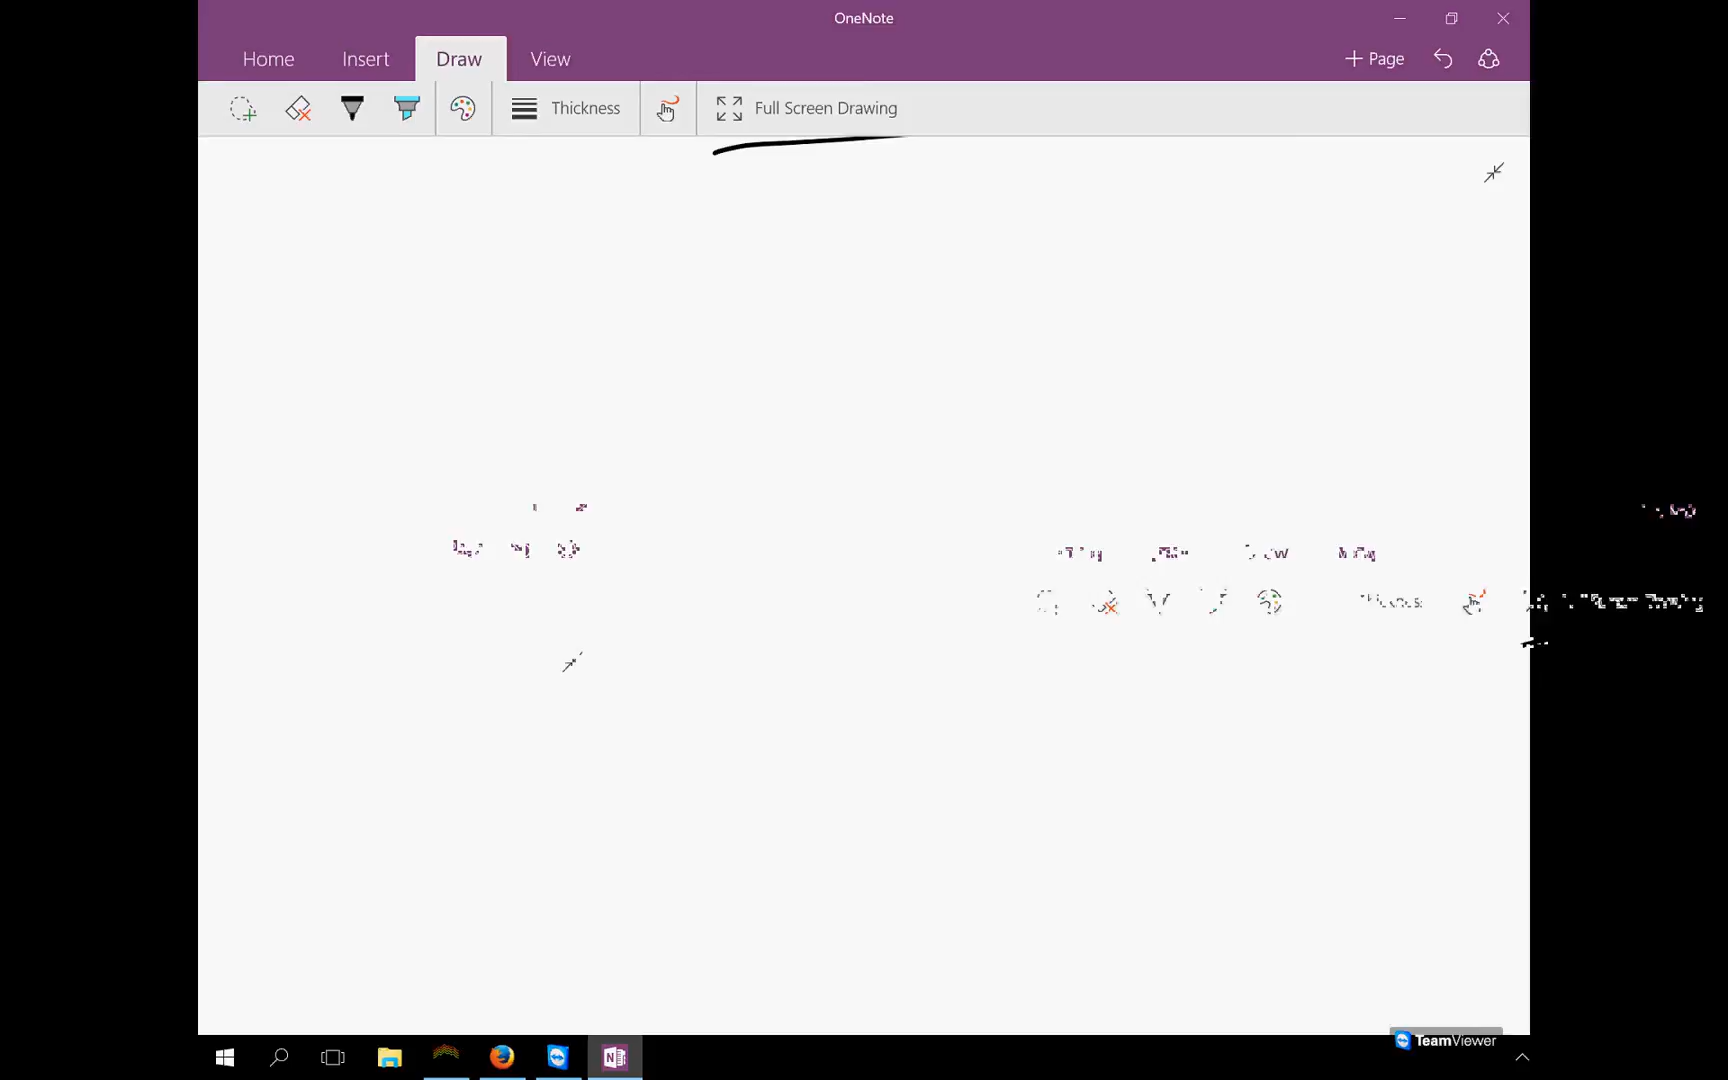 OneNote
Home Insert Draw View + Page
Thickness Full Screen Drawing
TeamViewer